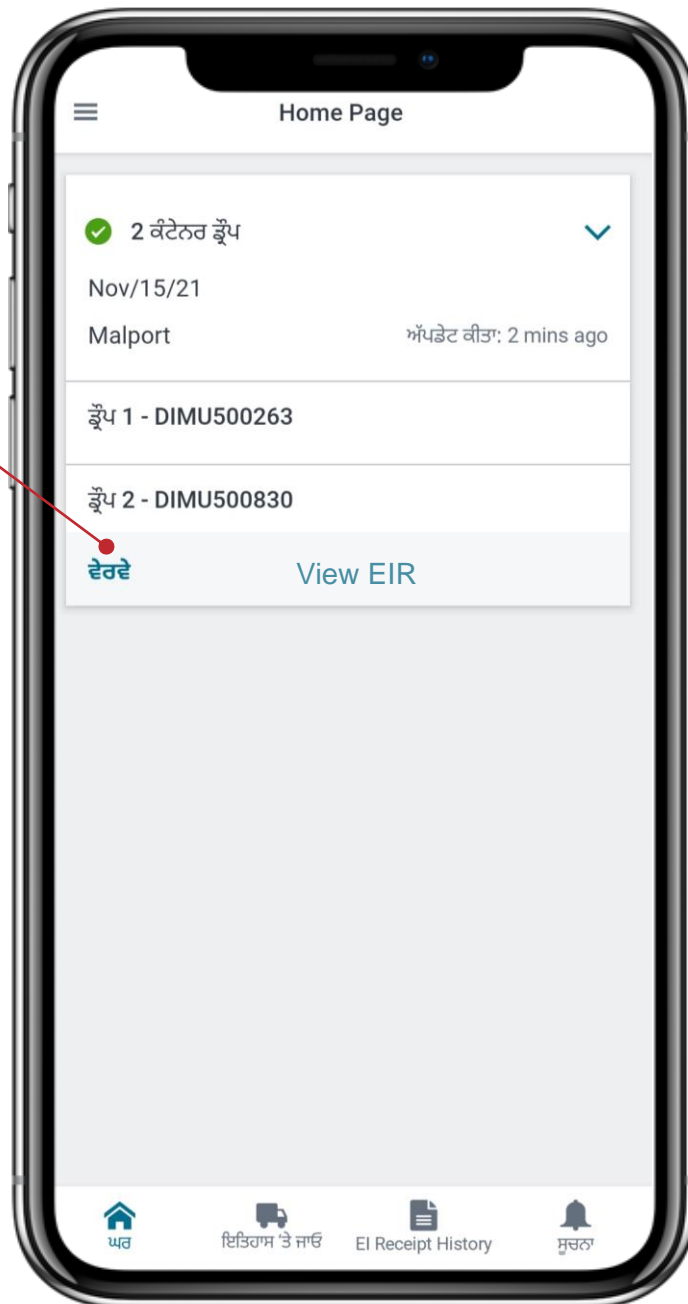 Home Page
2 ਕੰਟੇਨਰ ਡ੍ਰੌਪ
Nov/15/21
Malport ਅੱਪਡੇਟ ਕੀਤਾ: 2 mins ago
ਡ੍ਰੌਪ 1 - DIMU500263
ਡ੍ਰੌਪ 2 - DIMU500830
ਵੇਰਵੇ View EIR
ਘਰ ਇਤਿਹਾਸ 'ਤੇ ਜਾਓ EI Receipt History ਸੂਚਨਾ